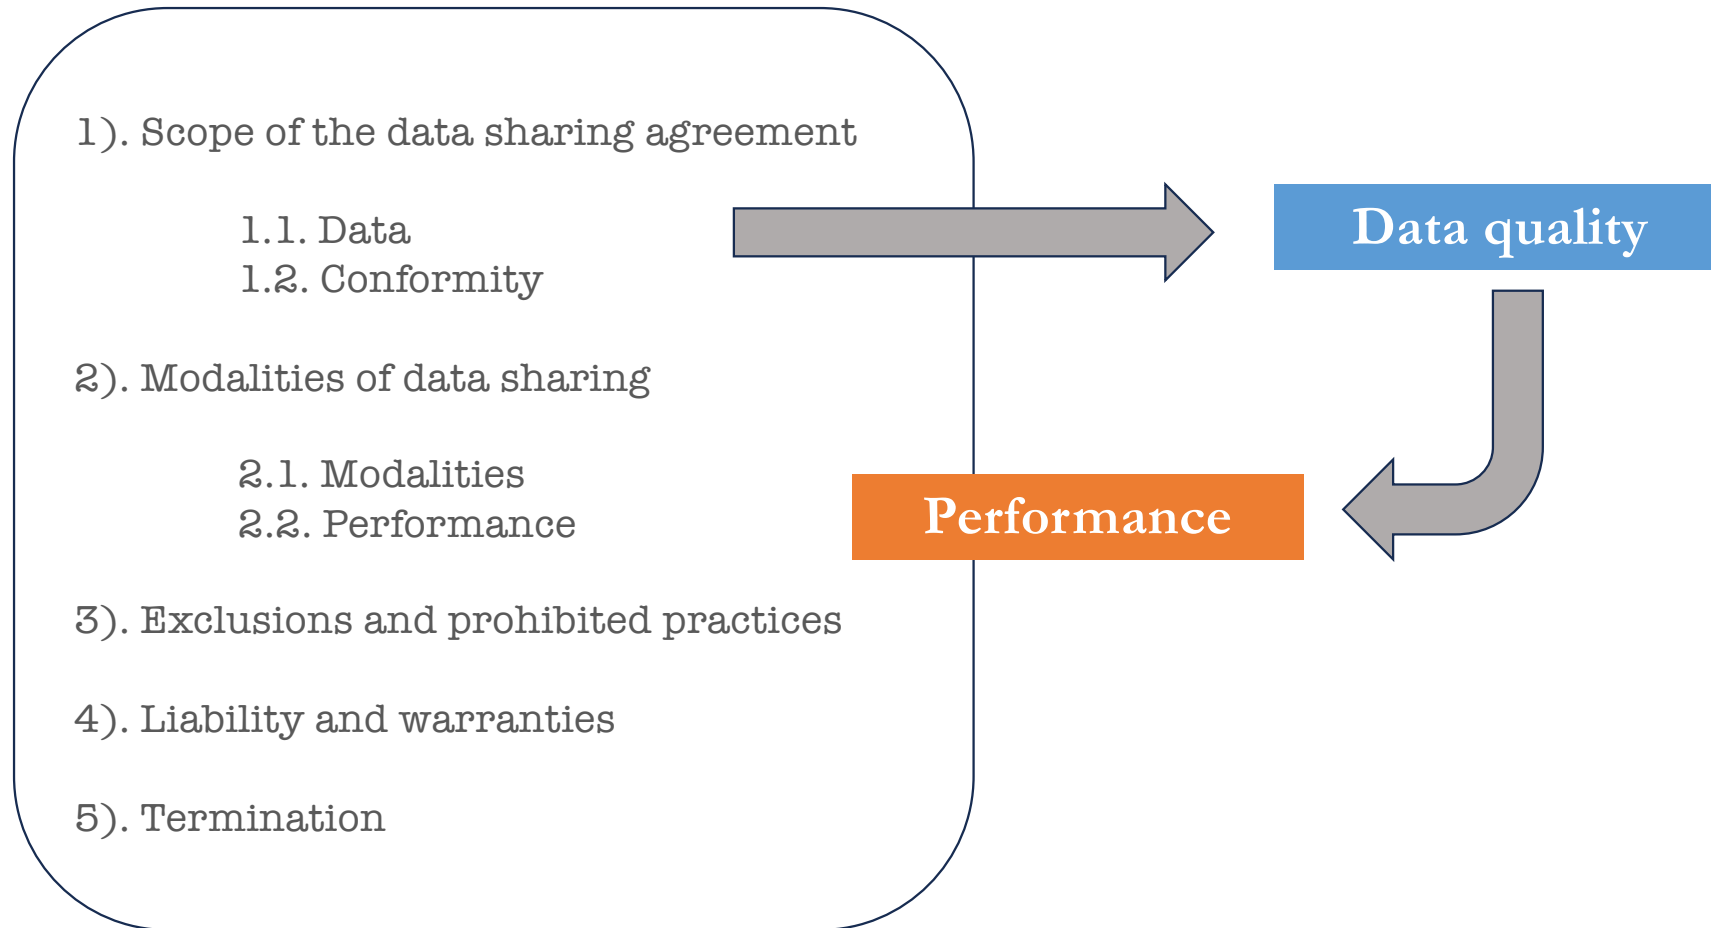 1). Scope of the data sharing agreement
1.1. Data
1.2. Conformity
Data quality
2). Modalities of data sharing
2.1. Modalities
2.2. Performance
Performance
3). Exclusions and prohibited practices
4). Liability and warranties
5). Termination